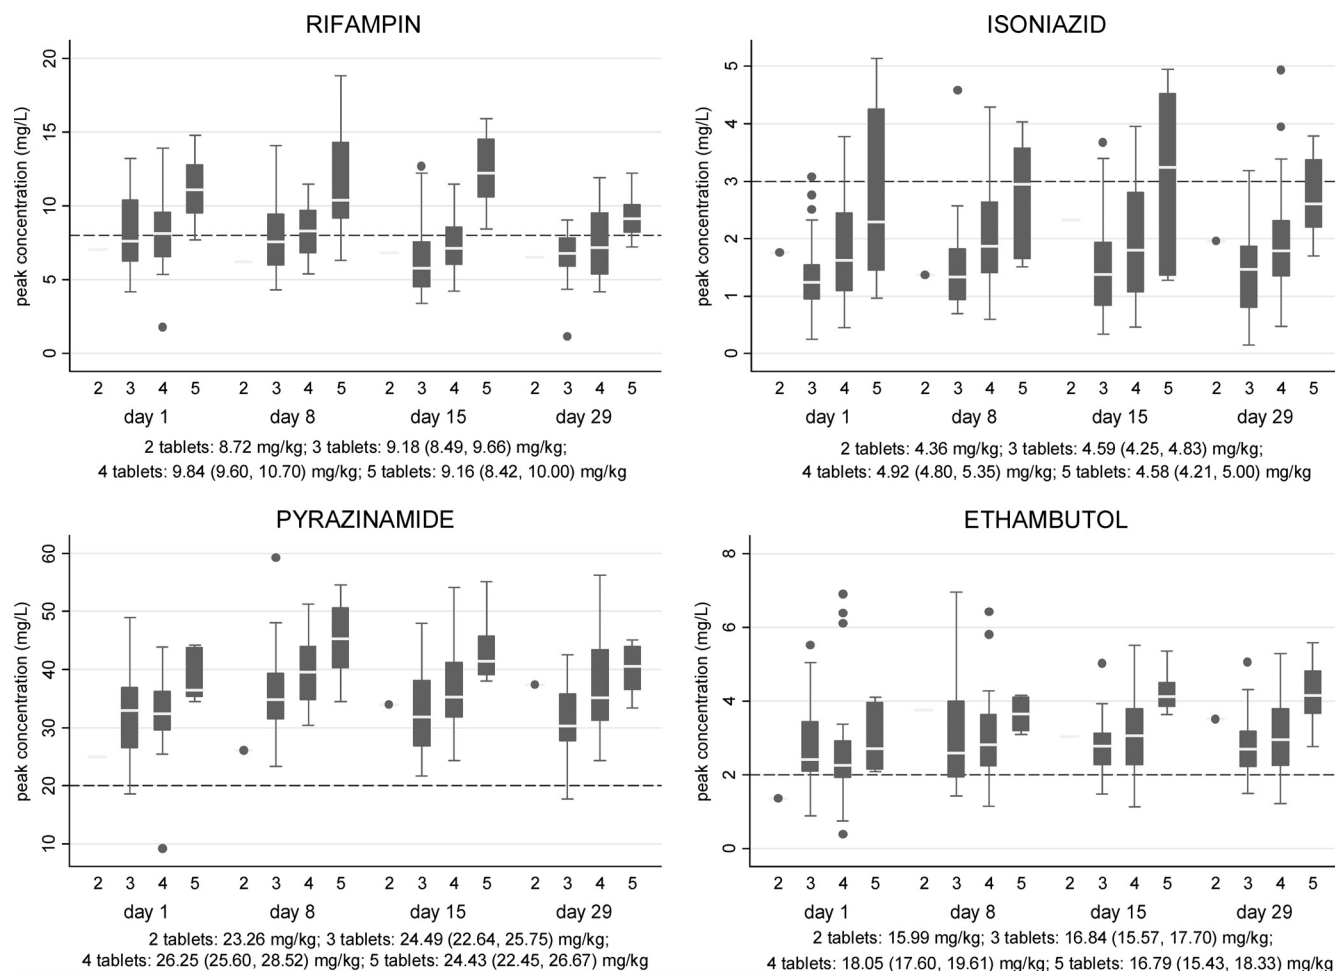 RIFAMPIN
peak concentration (mg/L)
20
15
10
5
0
2 3 4 5 2 3 4 5 2 3 4 5 2 3 4 5
day 1 day 8 day 15 day 29
2 tablets: 8.72 mg/kg; 3 tablets: 9.18 (8.49, 9.66) mg/kg;
4 tablets: 9.84 (9.60, 10.70) mg/kg; 5 tablets: 9.16 (8.42, 10.00) mg/kg
ISONIAZID
peak concentration (mg/L)
5
4
3
2
1
0
2 3 4 5 2 3 4 5 2 3 4 5 2 3 4 5
day 1 day 8 day 15 day 29
2 tablets: 4.36 mg/kg; 3 tablets: 4.59 (4.25, 4.83) mg/kg;
4 tablets: 4.92 (4.80, 5.35) mg/kg; 5 tablets: 4.58 (4.21, 5.00) mg/kg
PYRAZINAMIDE
peak concentration (mg/L)
60
50
40
30
20
10
2 3 4 5 2 3 4 5 2 3 4 5 2 3 4 5
day 1 day 8 day 15 day 29
2 tablets: 23.26 mg/kg; 3 tablets: 24.49 (22.64, 25.75) mg/kg;
4 tablets: 26.25 (25.60, 28.52) mg/kg; 5 tablets: 24.43 (22.45, 26.67) mg/kg
ETHAMBUTOL
peak concentration (mg/L)
8
6
4
2
0
2 3 4 5 2 3 4 5 2 3 4 5 2 3 4 5
day 1 day 8 day 15 day 29
2 tablets: 15.99 mg/kg; 3 tablets: 16.84 (15.57, 17.70) mg/kg;
4 tablets: 18.05 (17.60, 19.61) mg/kg; 5 tablets: 16.79 (15.43, 18.33) mg/kg